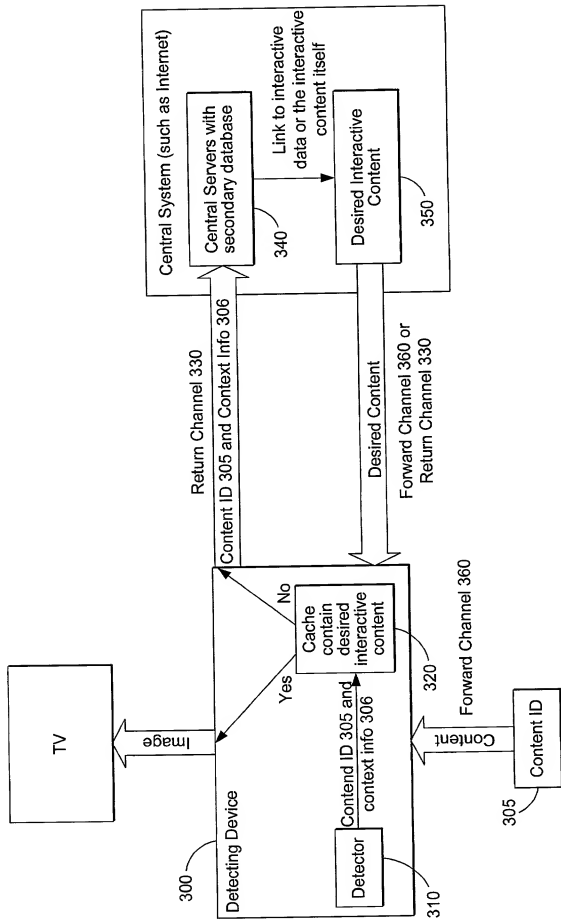 TV
Image
300
Detecting Device
Yes
No
Cache
contain
desired
interactive
content
320
Contend ID 305 and
context info 306
Detector
310
Content
Forward Channel 360
Content ID
305
Return Channel 330
Content ID 305 and Context Info 306
Desired Content
Forward Channel 360 or
Return Channel 330
Central System (such as Internet)
Central Servers with
secondary database
340
Link to interactive
data or the interactive
content itself
Desired Interactive
Content
350